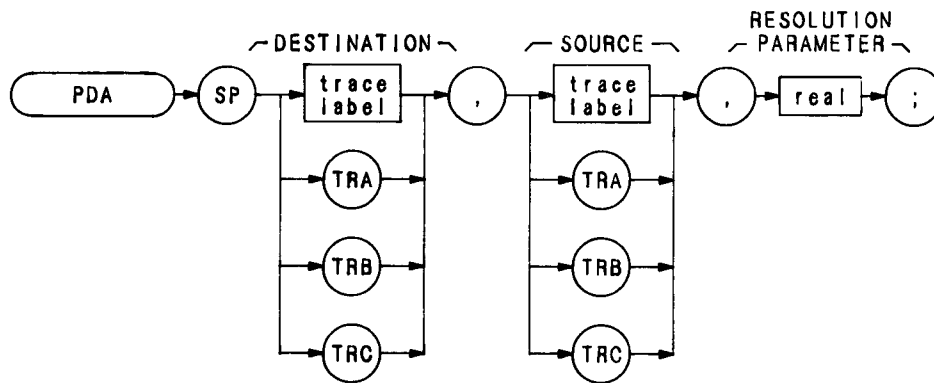 RESOLUTION
DESTINATION SOURCE PARAMETER
PDA SP trace label , trace label , real ;
TRA TRA
TRB TRB
TRC TRC